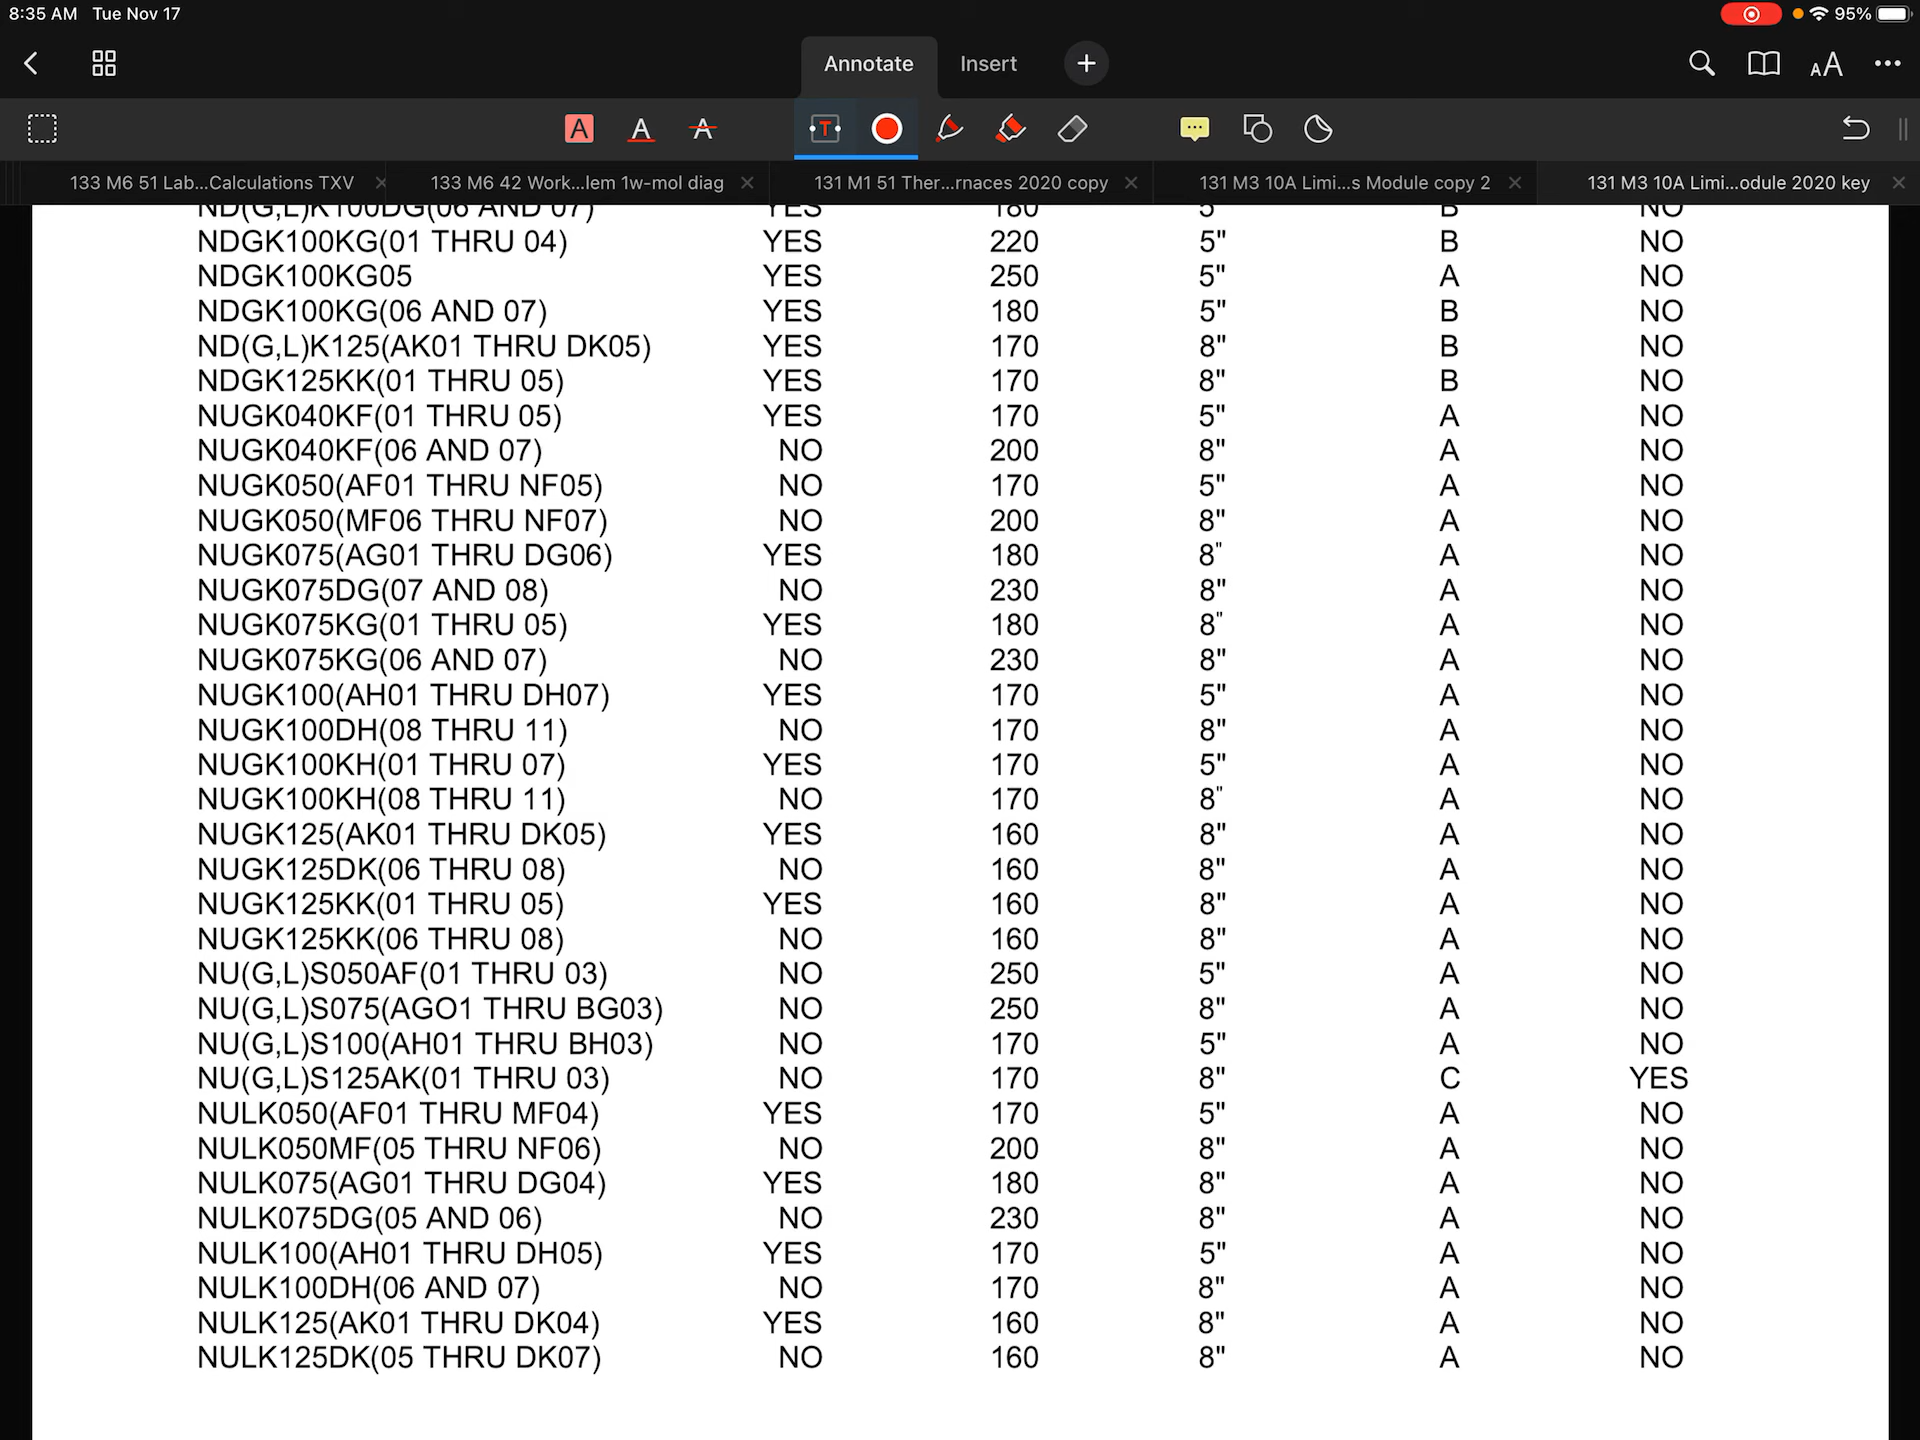 8:35 AM Tue Nov 17 95%
Annotate Insert
133 M6 51 Lab...Calculations TXV 133 M6 42 Work...lem 1w-mol diag 131 M1 51 Ther...rnaces 2020 copy 131 M3 10A Limi...s Module copy 2 131 M3 10A Limi...odule 2020 key
ND(G,L)K100DG(06 AND 07) YES 180 5" B NO
NDGK100KG(01 THRU 04) YES 220 5" B NO
NDGK100KG05 YES 250 5" A NO
NDGK100KG(06 AND 07) YES 180 5" B NO
ND(G,L)K125(AK01 THRU DK05) YES 170 8" B NO
NDGK125KK(01 THRU 05) YES 170 8" B NO
NUGK040KF(01 THRU 05) YES 170 5" A NO
NUGK040KF(06 AND 07) NO 200 8" A NO
NUGK050(AF01 THRU NF05) NO 170 5" A NO
NUGK050(MF06 THRU NF07) NO 200 8" A NO
NUGK075(AG01 THRU DG06) YES 180 8" A NO
NUGK075DG(07 AND 08) NO 230 8" A NO
NUGK075KG(01 THRU 05) YES 180 8" A NO
NUGK075KG(06 AND 07) NO 230 8" A NO
NUGK100(AH01 THRU DH07) YES 170 5" A NO
NUGK100DH(08 THRU 11) NO 170 8" A NO
NUGK100KH(01 THRU 07) YES 170 5" A NO
NUGK100KH(08 THRU 11) NO 170 8" A NO
NUGK125(AK01 THRU DK05) YES 160 8" A NO
NUGK125DK(06 THRU 08) NO 160 8" A NO
NUGK125KK(01 THRU 05) YES 160 8" A NO
NUGK125KK(06 THRU 08) NO 160 8" A NO
NU(G,L)S050AF(01 THRU 03) NO 250 5" A NO
NU(G,L)S075(AGO1 THRU BG03) NO 250 8" A NO
NU(G,L)S100(AH01 THRU BH03) NO 170 5" A NO
NU(G,L)S125AK(01 THRU 03) NO 170 8" C YES
NULK050(AF01 THRU MF04) YES 170 5" A NO
NULK050MF(05 THRU NF06) NO 200 8" A NO
NULK075(AG01 THRU DG04) YES 180 8" A NO
NULK075DG(05 AND 06) NO 230 8" A NO
NULK100(AH01 THRU DH05) YES 170 5" A NO
NULK100DH(06 AND 07) NO 170 8" A NO
NULK125(AK01 THRU DK04) YES 160 8" A NO
NULK125DK(05 THRU DK07) NO 160 8" A NO